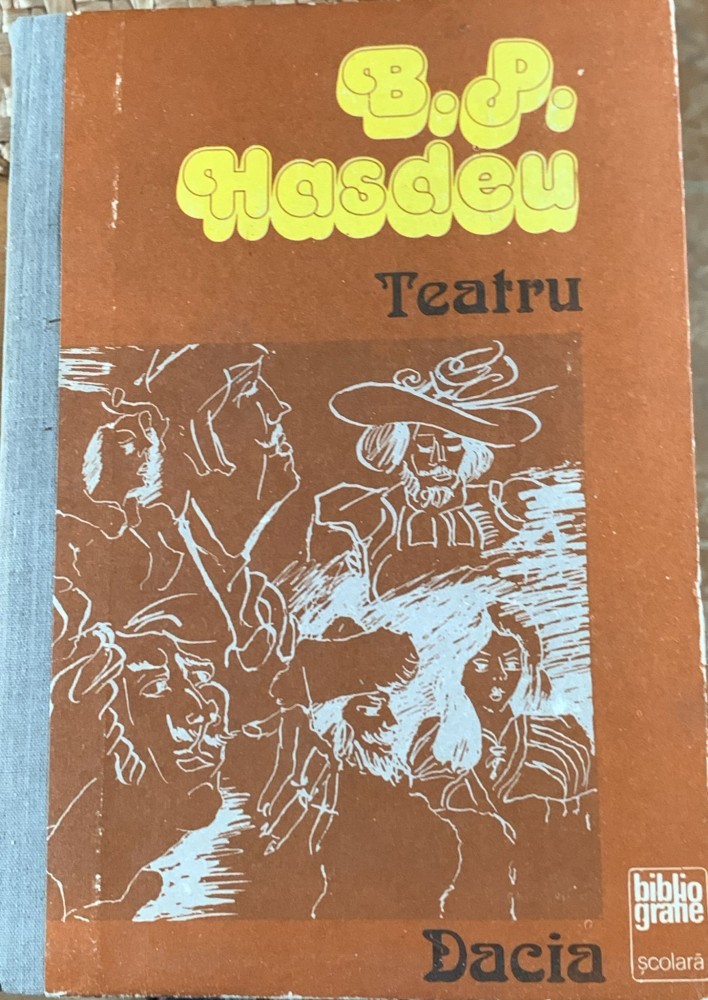 B.P.
Hasdeu
Teatru
biblio
grafie
școlară
Dacia